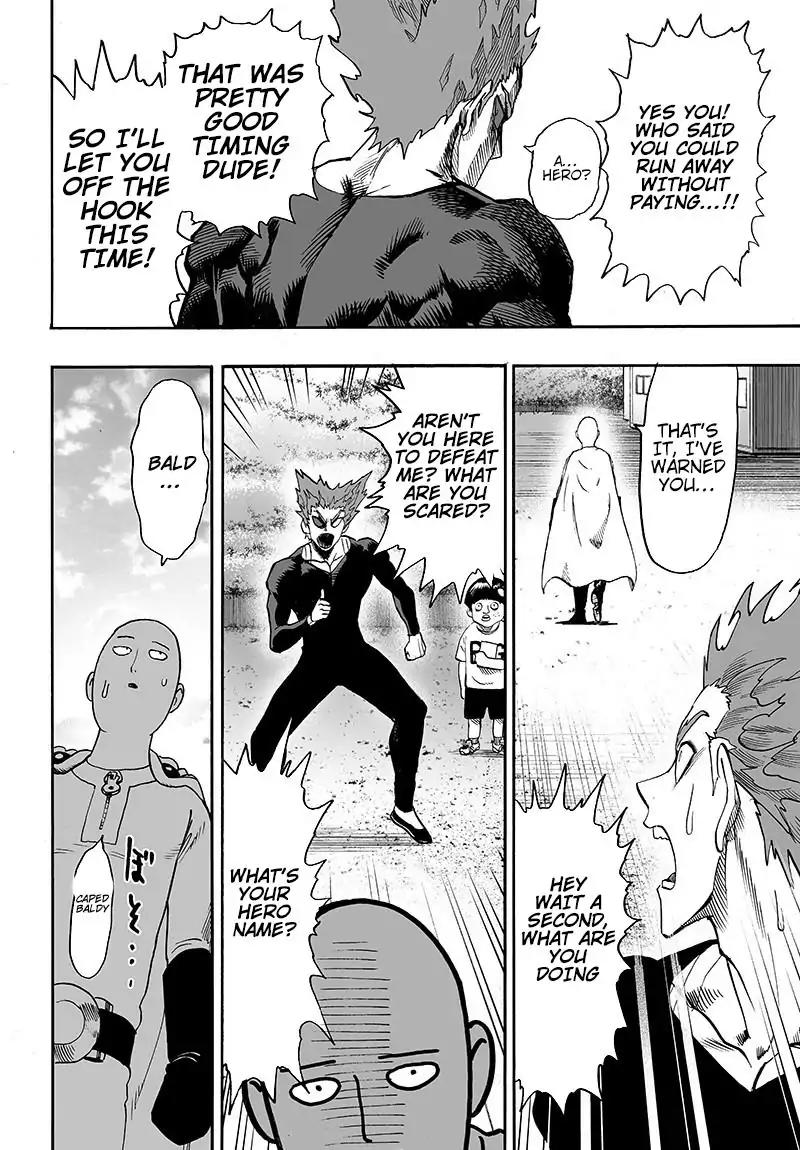 YES YOU!
WHO SAID
YOU COULD
RUN AWAY
WITHOUT
PAYING...!!
A...
HERO?
THAT WAS
PRETTY
GOOD
TIMING
DUDE!
SO I'LL
LET YOU
OFF THE
HOOK
THIS
TIME!
THAT'S
IT, I'VE
WARNED
YOU...
HEY
WAIT A
SECOND,
WHAT ARE
YOU
DOING
AREN'T
YOU HERE
TO DEFEAT
ME? WHAT
ARE YOU
SCARED?
WHAT'S
YOUR
HERO
NAME?
BALD
...
ぼそ...
CAPED
BALDY